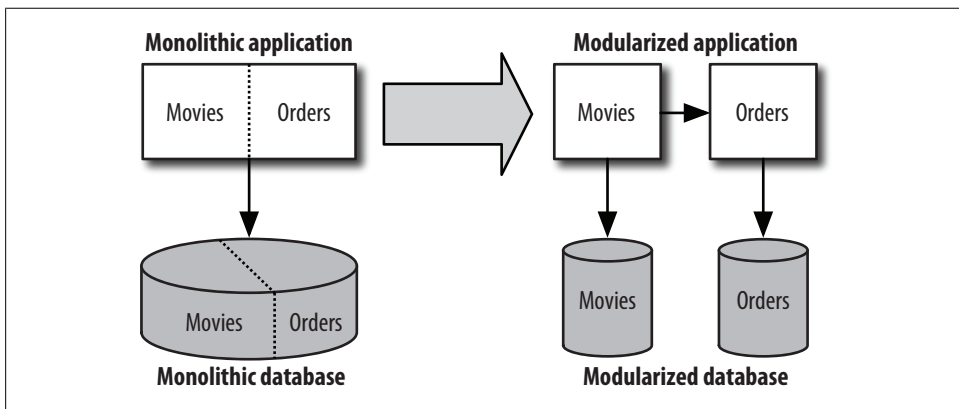 Monolithic application
Modularized application
Movies
Orders
Movies
Orders
Movies
Orders
Movies
Orders
Monolithic database
Modularized database